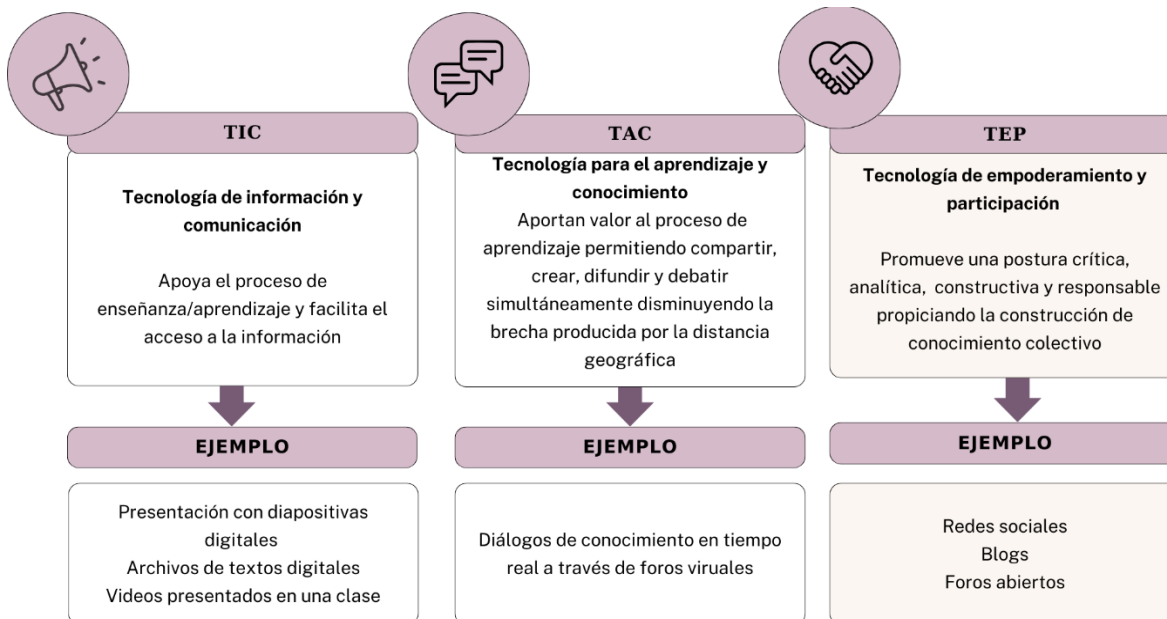 TIC
Tecnología de información y
comunicación
Apoya el proceso de
enseñanza/aprendizaje y facilita el
acceso a la información
EJEMPLO
Presentación con diapositivas
digitales
Archivos de textos digitales
Videos presentados en una clase
TAC
Tecnología para el aprendizaje y
conocimiento
Aportan valor al proceso de
aprendizaje permitiendo compartir,
crear, difundir y debatir
simultáneamente disminuyendo la
brecha producida por la distancia
geográfica
EJEMPLO
Diálogos de conocimiento en tiempo
real a través de foros viruales
TEP
Tecnología de empoderamiento y
participación
Promueve una postura crítica,
analítica, constructiva y responsable
propiciando la construcción de
conocimiento colectivo
EJEMPLO
Redes sociales
Blogs
Foros abiertos